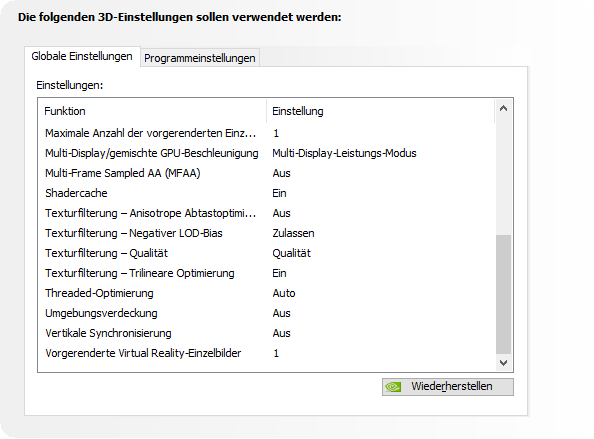 Die folgenden 3D-Einstellungen sollen verwendet werden:
Globale Einstellungen Programmeinstellungen
Einstellungen:
Funktion Einstellung
Maximale Anzahl der vorgerenderten Einz... 1
Multi-Display/gemischte GPU-Beschleunigung Multi-Display-Leistungs-Modus
Multi-Frame Sampled AA (MFAA) Aus
Shadercache Ein
Texturfilterung – Anisotrope Abtastoptimi... Aus
Texturfilterung – Negativer LOD-Bias Zulassen
Texturfilterung – Qualität Qualität
Texturfilterung – Trilineare Optimierung Ein
Threaded-Optimierung Auto
Umgebungsverdeckung Aus
Vertikale Synchronisierung Aus
Vorgerenderte Virtual Reality-Einzelbilder 1
Wiederherstellen